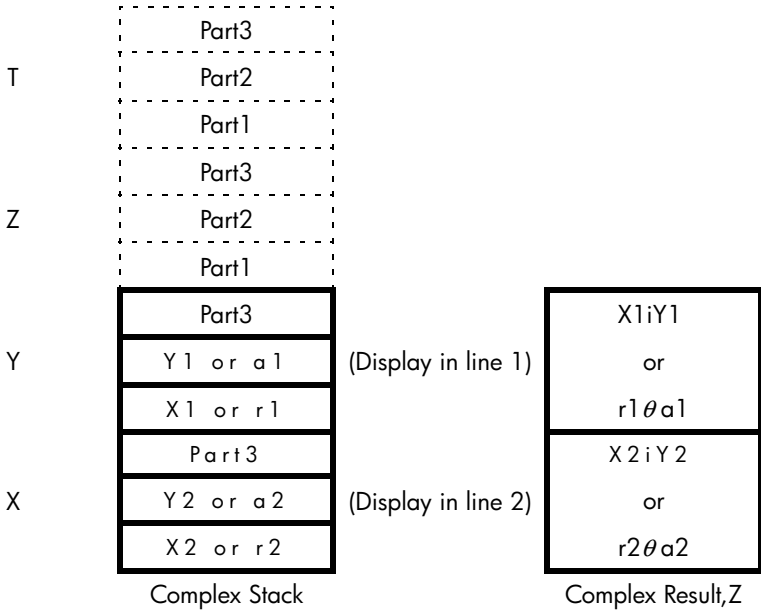 Part3
T Part2
Part1
Part3
Z Part2
Part1
Part3 X1iY1
Y Y1 or a1 (Display in line 1) or
X1 or r1 r1θa1
Part3 X2iY2
X Y2 or a2 (Display in line 2) or
X2 or r2 r2θa2
Complex Stack Complex Result,Z